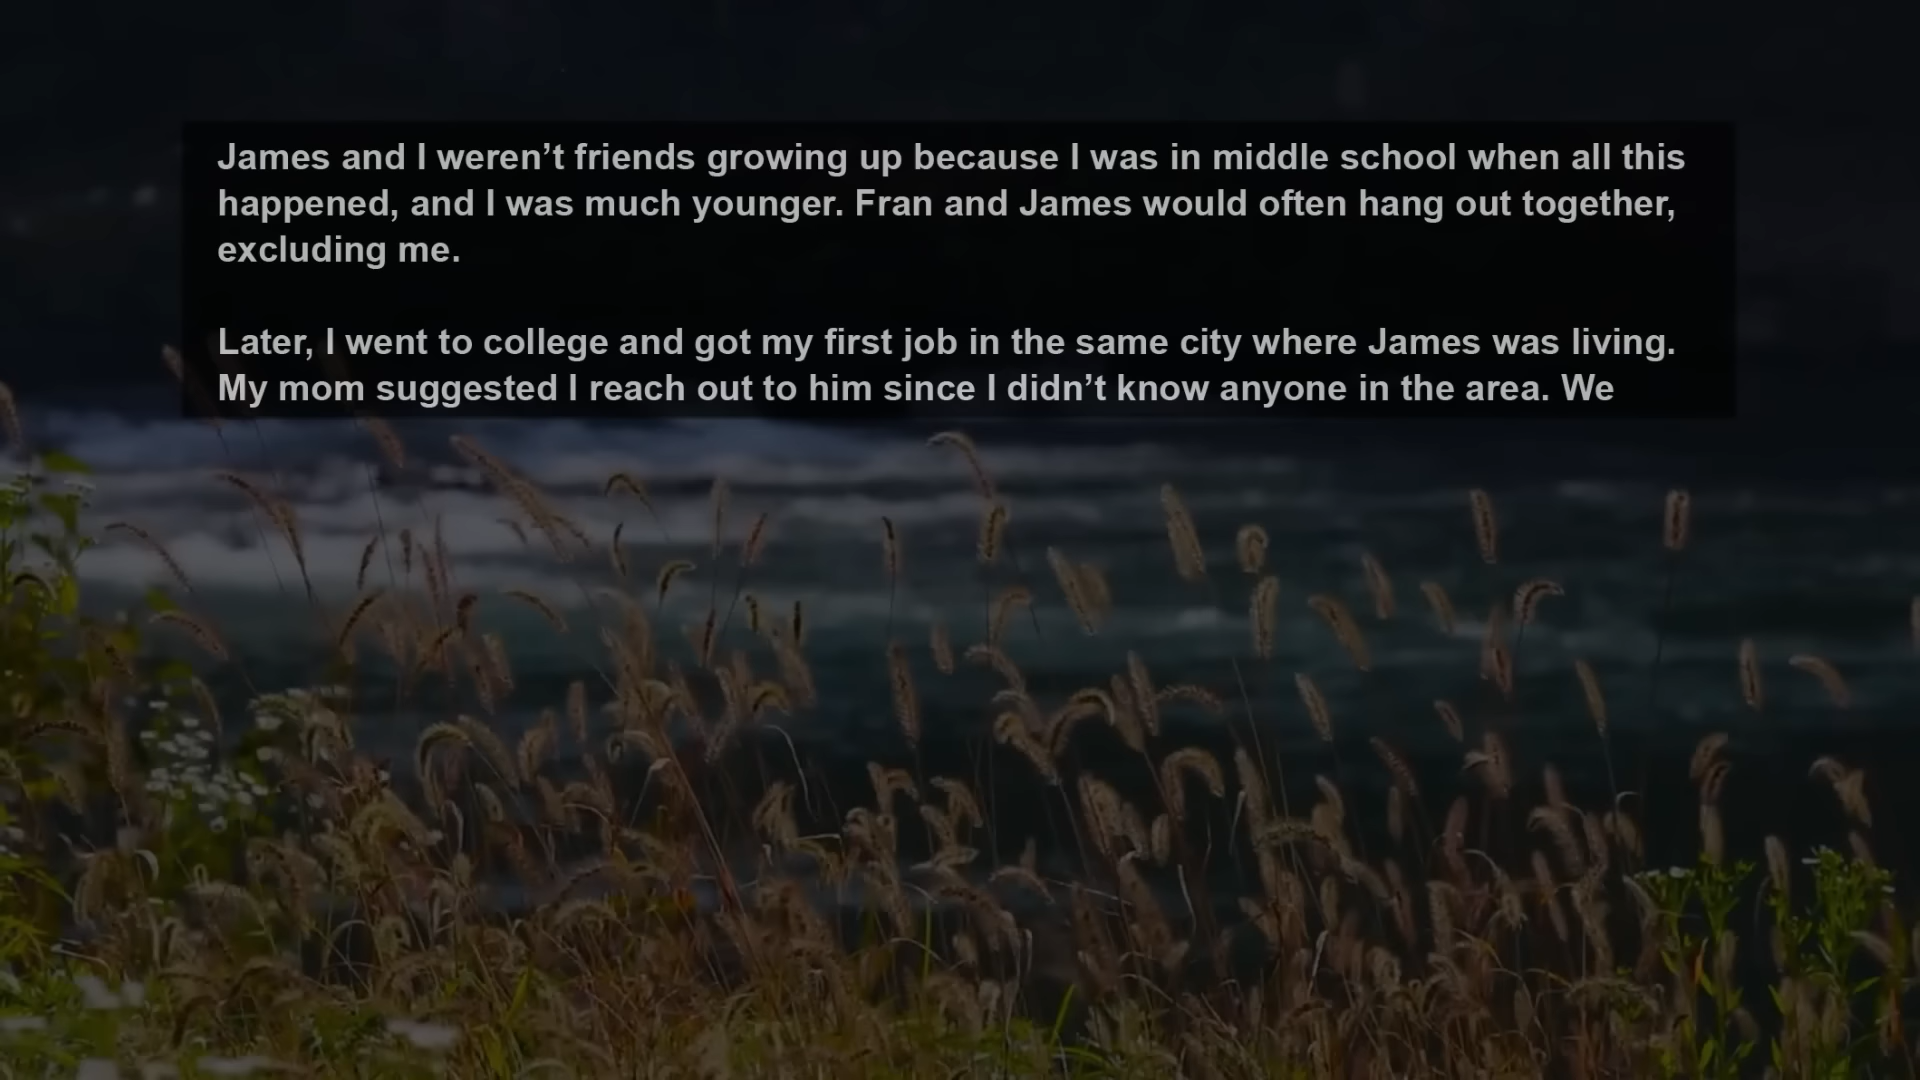 James and I weren’t friends growing up because I was in middle school when all this
happened, and I was much younger. Fran and James would often hang out together,
excluding me.
Later, I went to college and got my first job in the same city where James was living.
My mom suggested I reach out to him since I didn’t know anyone in the area. We